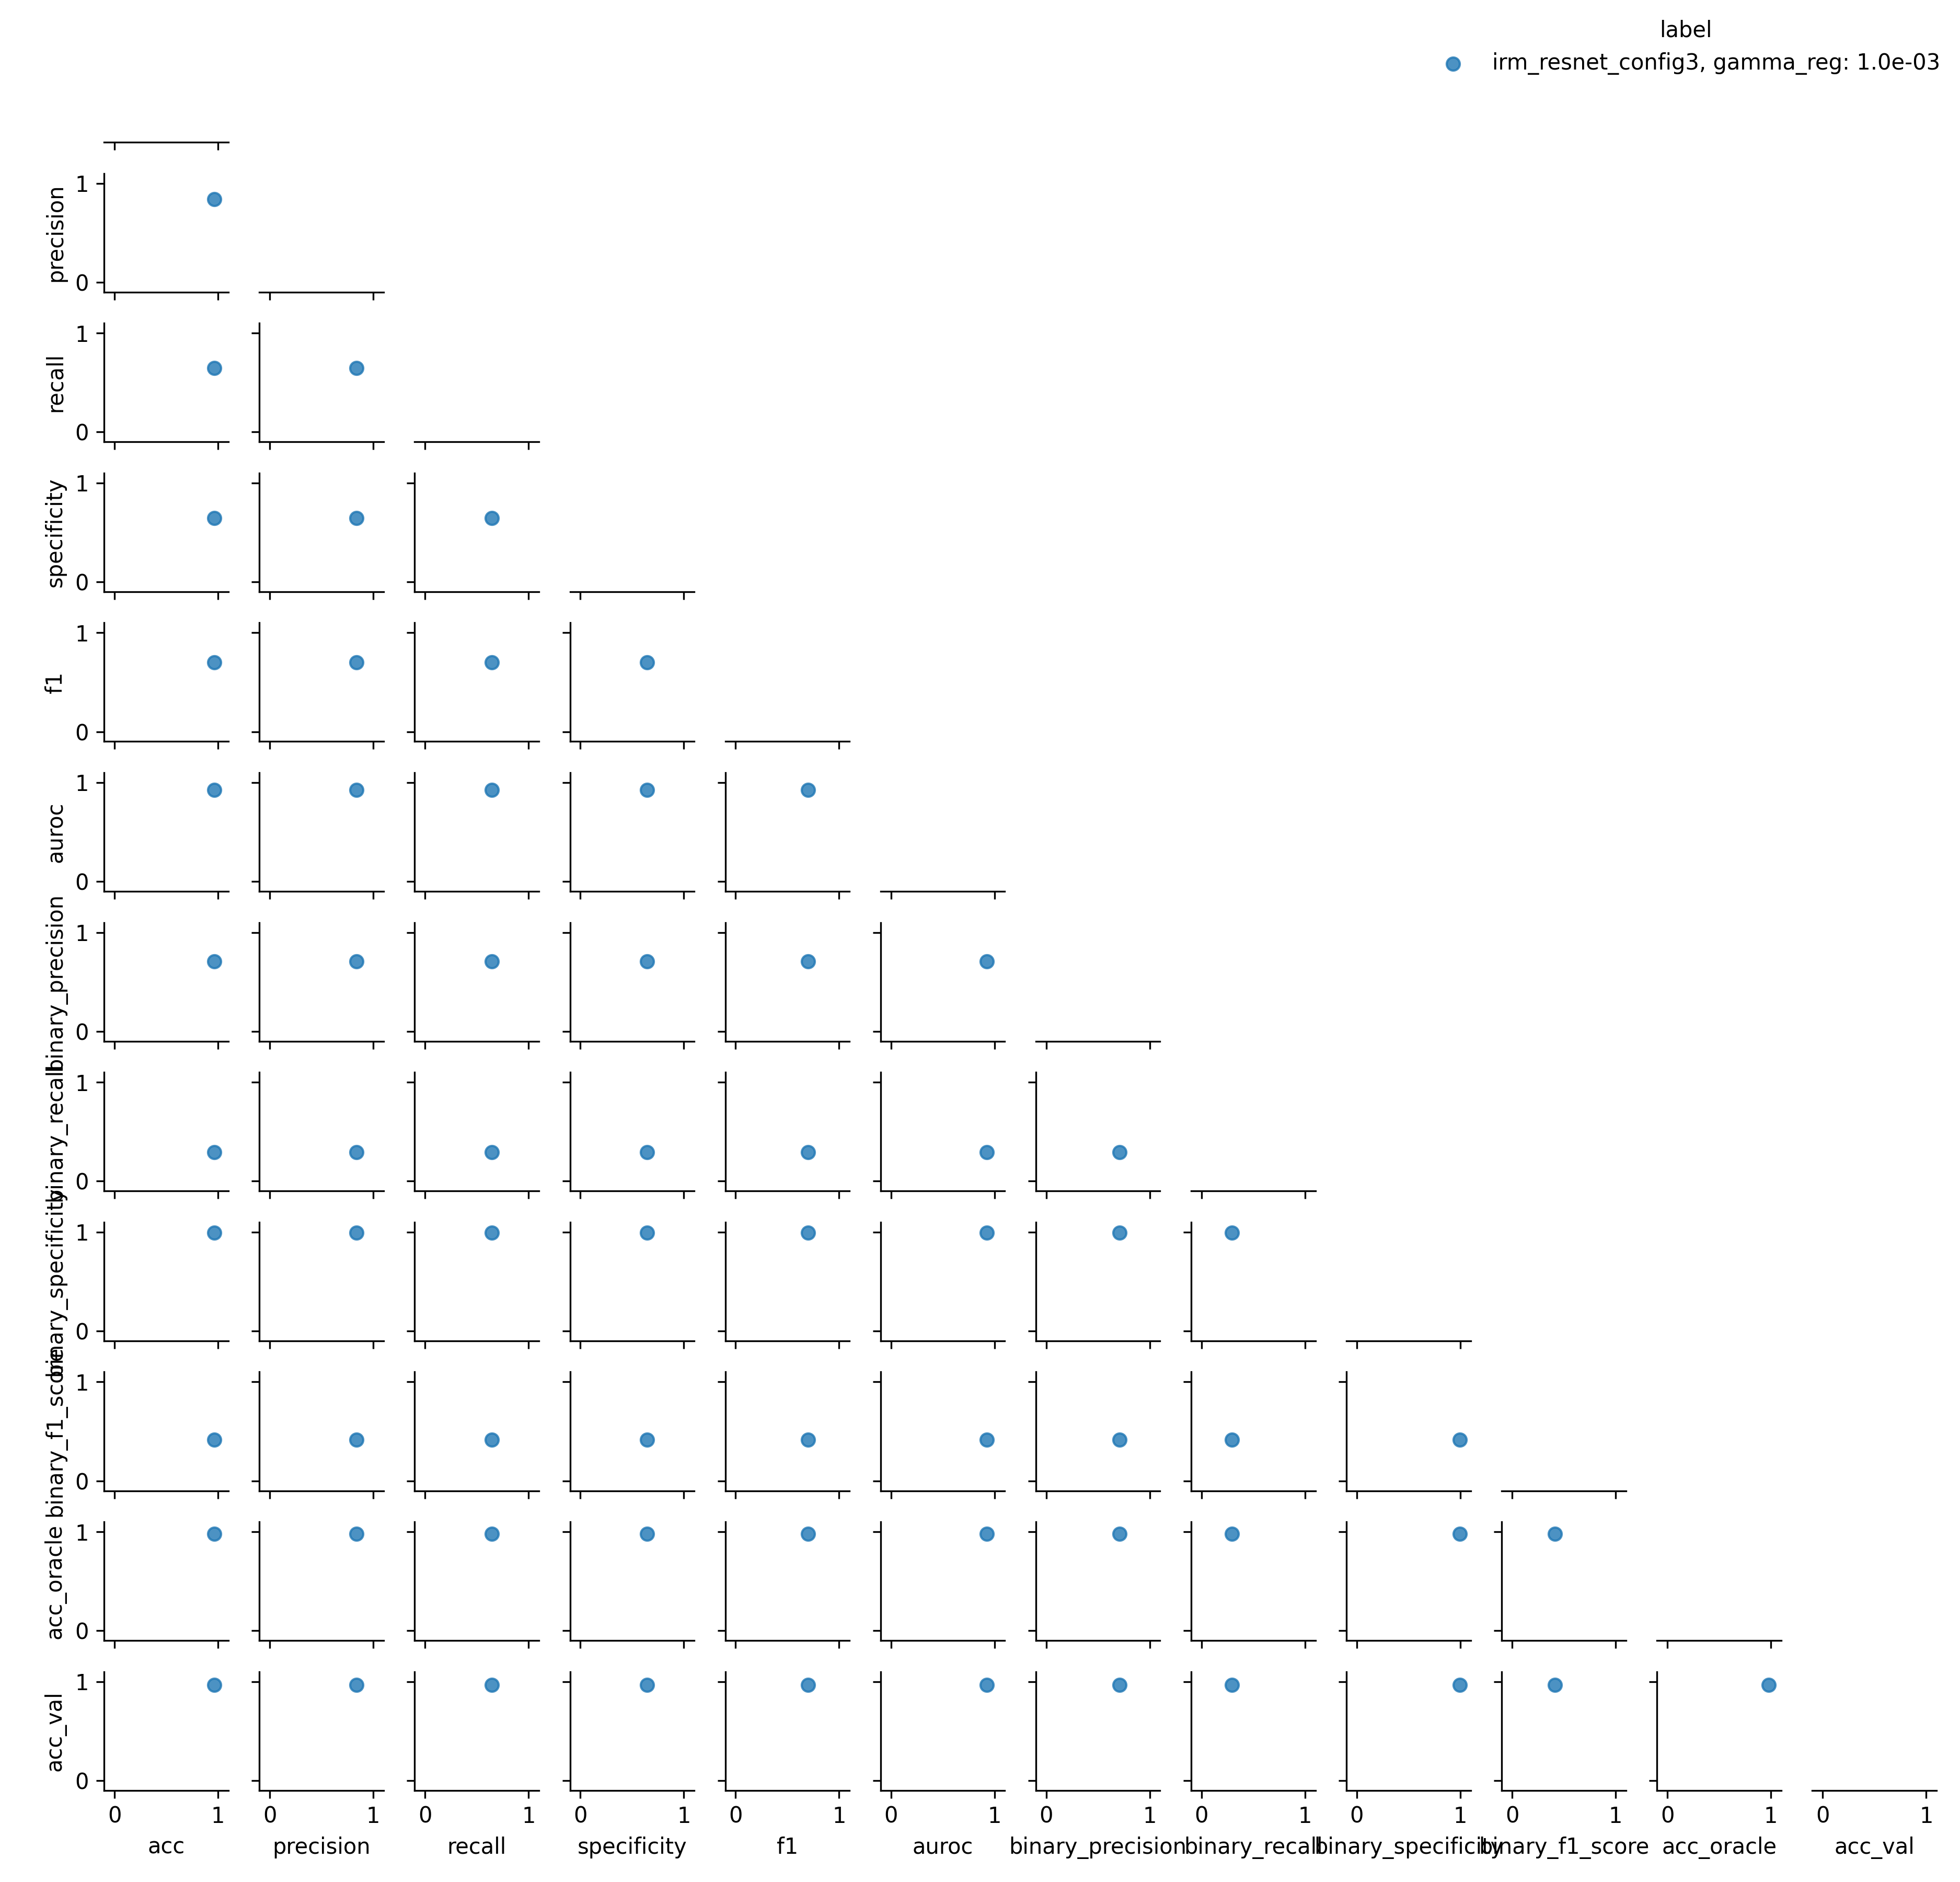 label
irm_resnet_config3, gamma_reg: 1.0e-03
precision
1
0
recall
1
0
specificity
1
0
f1
1
0
auroc
1
0
binary_precision
1
0
binary_recall
1
0
binary_specificity
1
0
binary_f1_score
1
0
acc_oracle
1
0
acc_val
1
0
0 1 0 1 0 1 0 1 0 1 0 1 0 1 0 1 0 1 0 1 0 1 0 1
acc precision recall specificity f1 auroc binary_precision binary_recall binary_specificity binary_f1_score acc_oracle acc_val